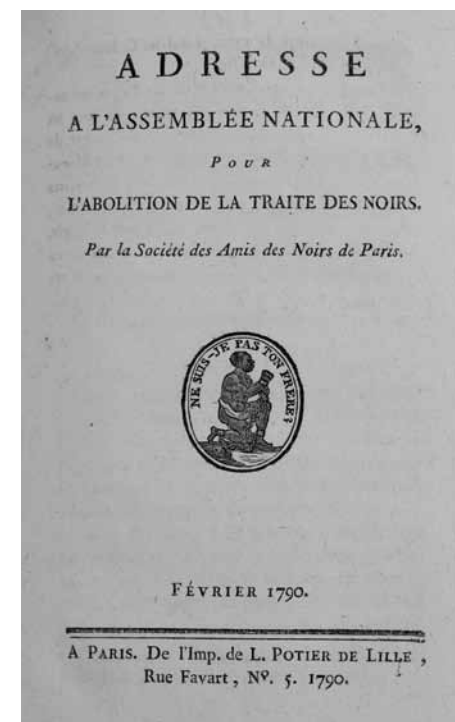 ADRESSE
A L'ASSEMBLÉE NATIONALE,
POUR
L'ABOLITION DE LA TRAITE DES NOIRS.
Par la Société des Amis des Noirs de Paris.
NE SUIS-JE PAS TON FRERE?
FÉVRIER 1790.
A PARIS. De l'Imp. de L. POTIER DE LILLE,
Rue Favart, Nº. 5. 1790.